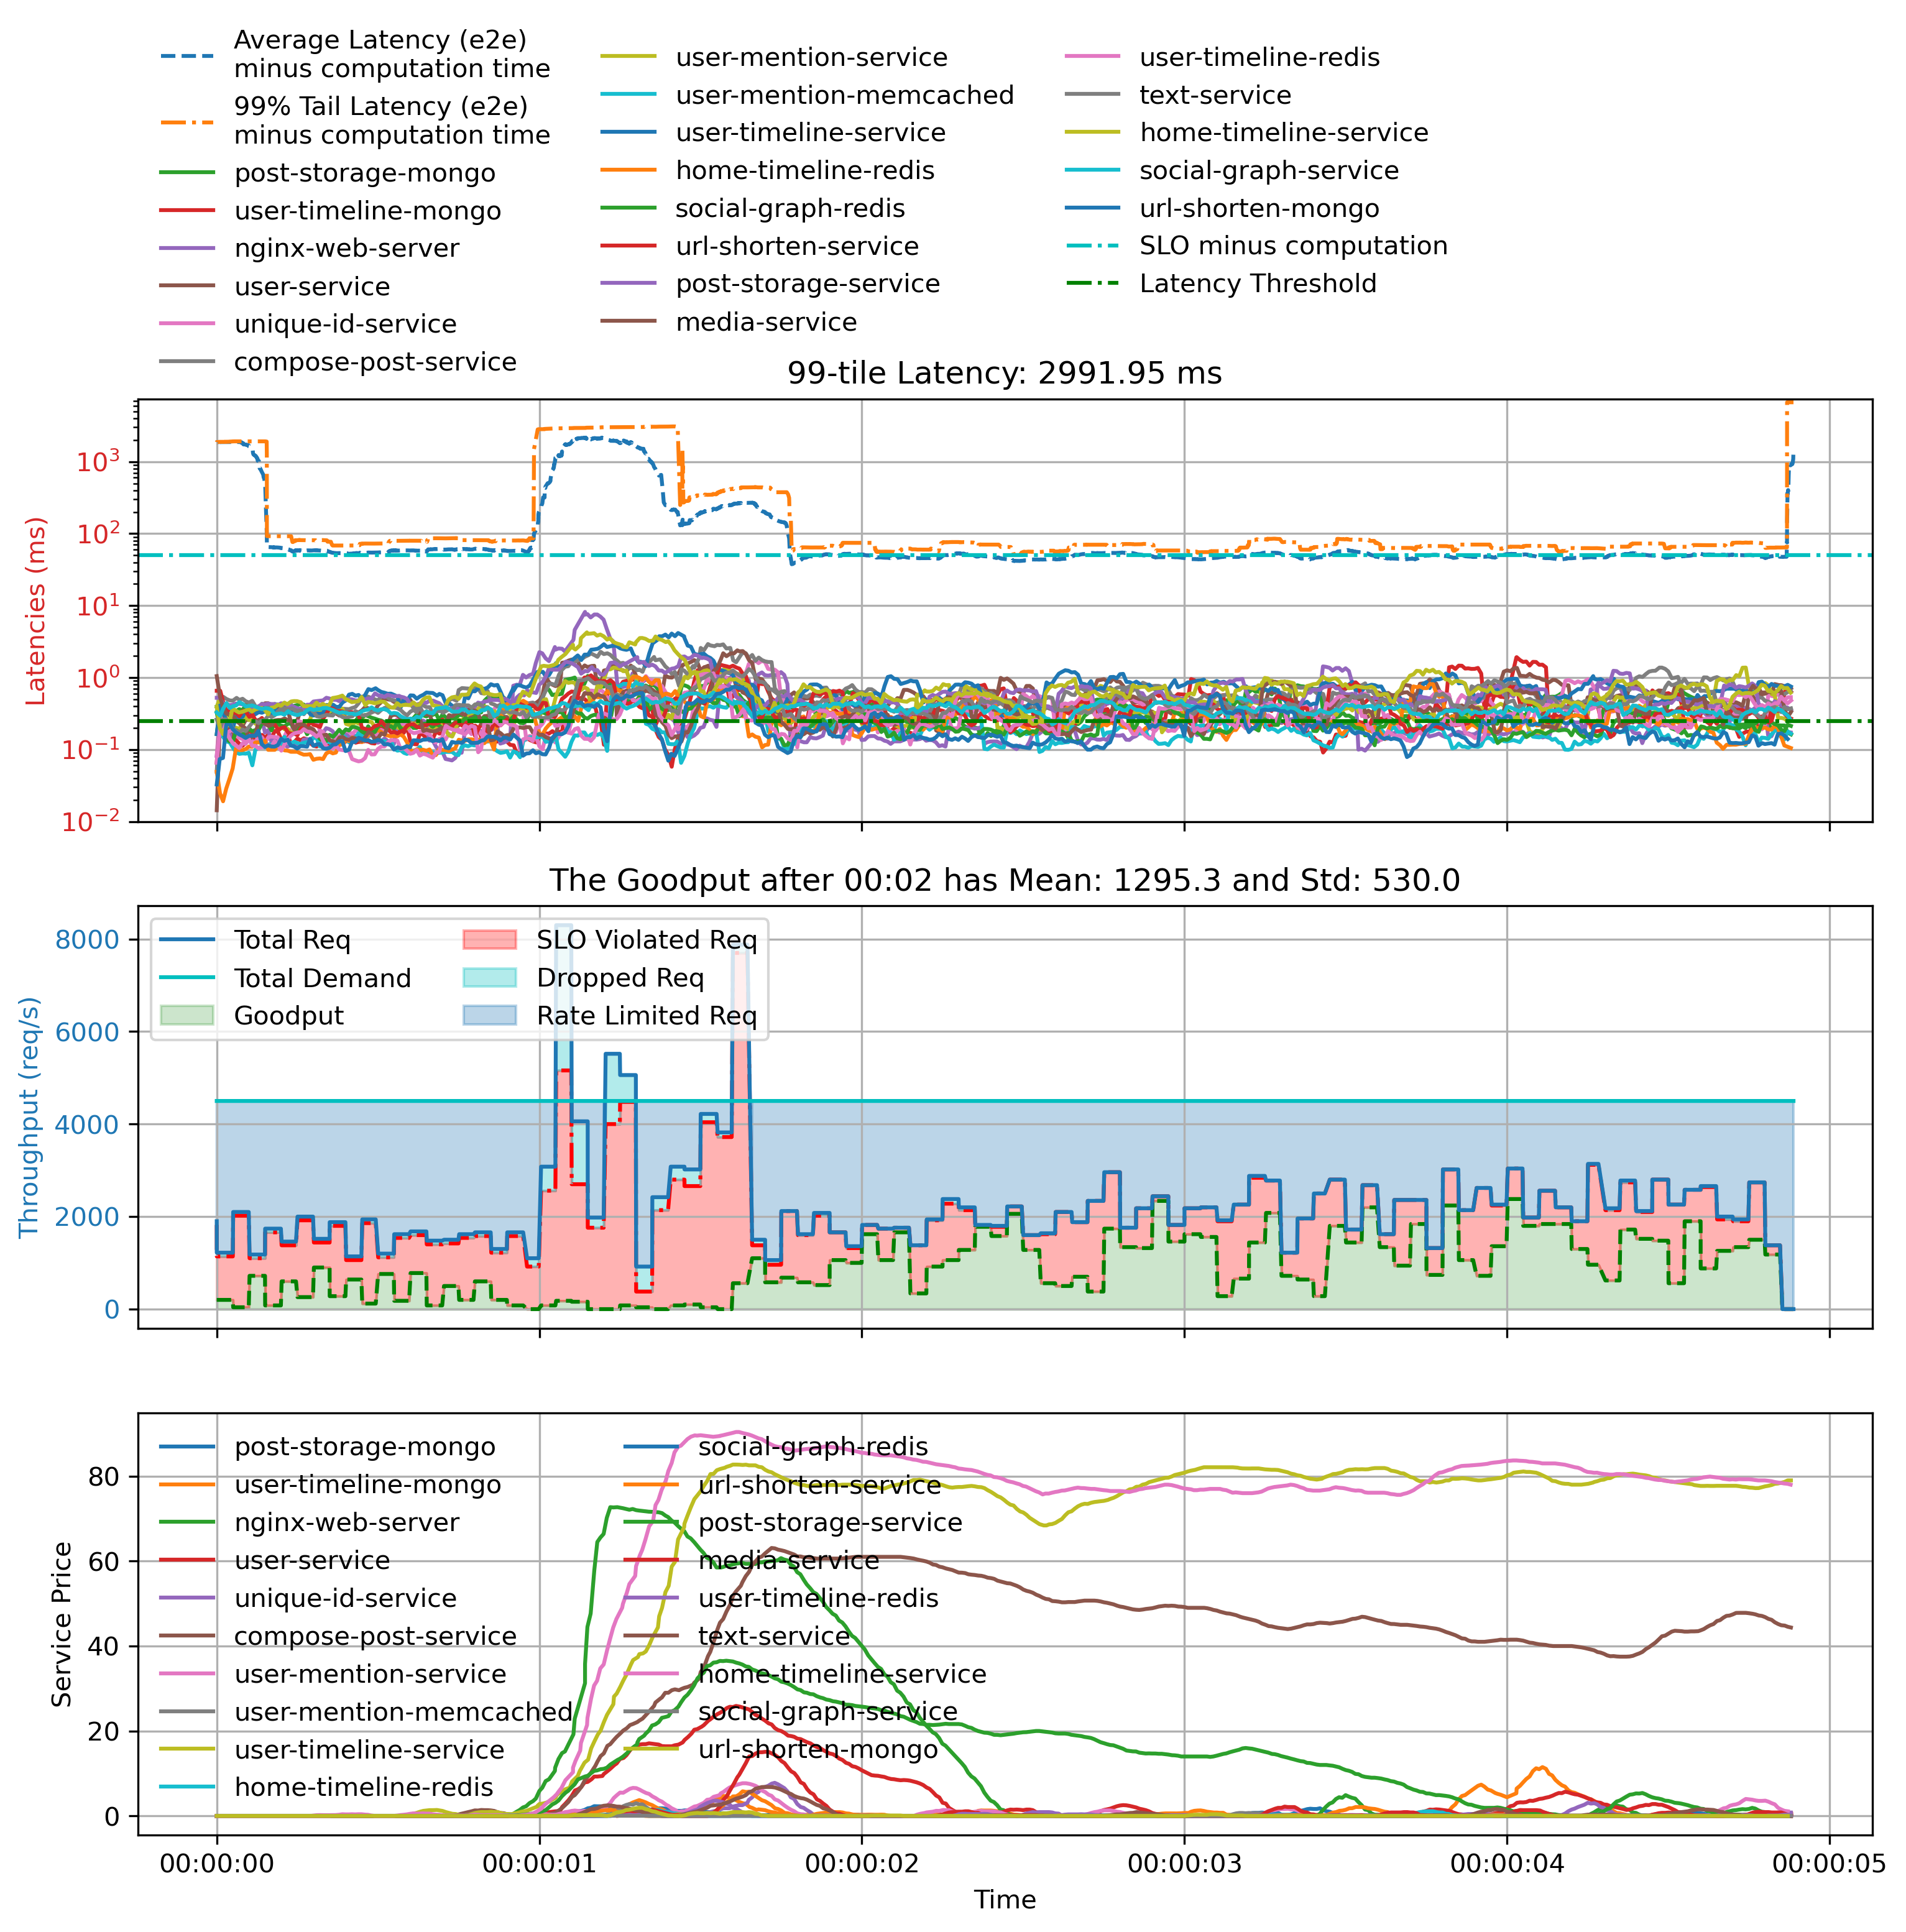 Average Latency (e2e)
minus computation time
99% Tail Latency (e2e)
minus computation time
post-storage-mongo
user-timeline-mongo
nginx-web-server
user-service
unique-id-service
compose-post-service
user-mention-service
user-mention-memcached
user-timeline-service
home-timeline-redis
social-graph-redis
url-shorten-service
post-storage-service
media-service
user-timeline-redis
text-service
home-timeline-service
social-graph-service
url-shorten-mongo
SLO minus computation
Latency Threshold
99-tile Latency: 2991.95 ms
Latencies (ms)
10³
10²
10¹
10⁰
10⁻¹
10⁻²
The Goodput after 00:02 has Mean: 1295.3 and Std: 530.0
Throughput (req/s)
8000
6000
4000
2000
0
Total Req
Total Demand
Goodput
SLO Violated Req
Dropped Req
Rate Limited Req
Service Price
80
60
40
20
0
post-storage-mongo
user-timeline-mongo
nginx-web-server
user-service
unique-id-service
compose-post-service
user-mention-service
user-mention-memcached
user-timeline-service
home-timeline-redis
social-graph-redis
url-shorten-service
post-storage-service
media-service
user-timeline-redis
text-service
home-timeline-service
social-graph-service
url-shorten-mongo
00:00:00 00:00:01 00:00:02 00:00:03 00:00:04 00:00:05
Time